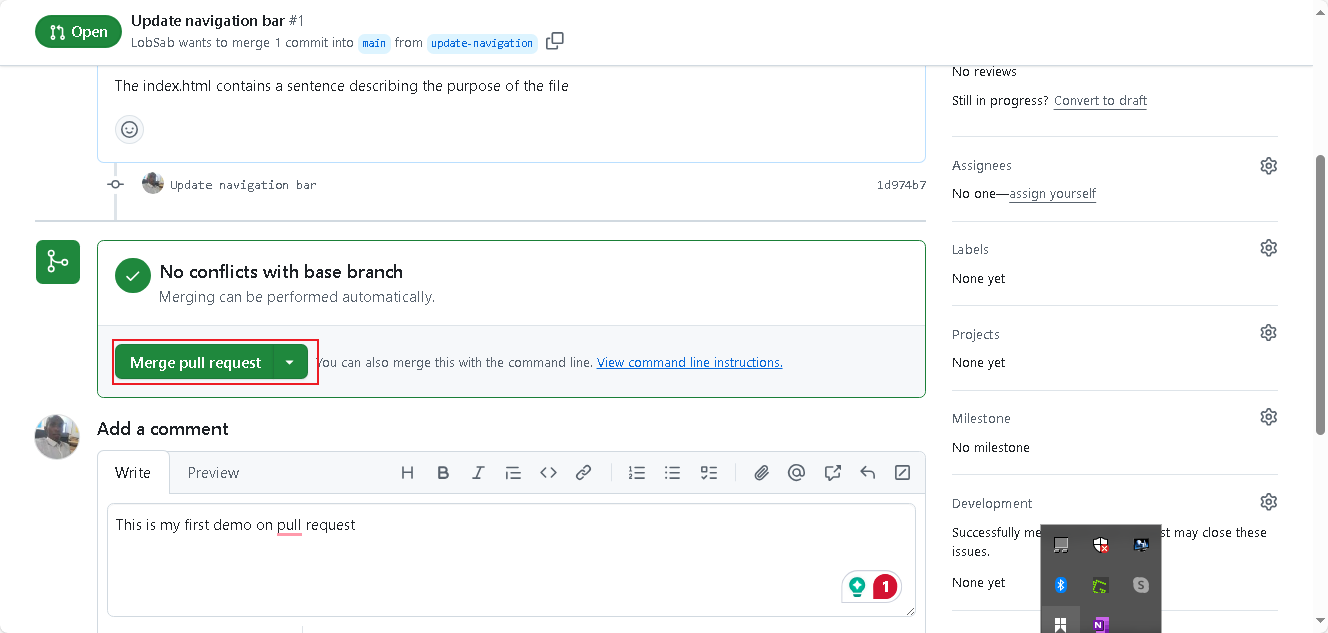 Open
Update navigation bar #1
LobSab wants to merge 1 commit into main from update-navigation
The index.html contains a sentence describing the purpose of the file
Update navigation bar 1d974b7
No conflicts with base branch
Merging can be performed automatically.
Merge pull request
You can also merge this with the command line. View command line instructions.
Add a comment
Write Preview
This is my first demo on pull request
1
No reviews
Still in progress? Convert to draft
Assignees
No one—assign yourself
Labels
None yet
Projects
None yet
Milestone
No milestone
Development
Successfully me st may close these
issues.
None yet